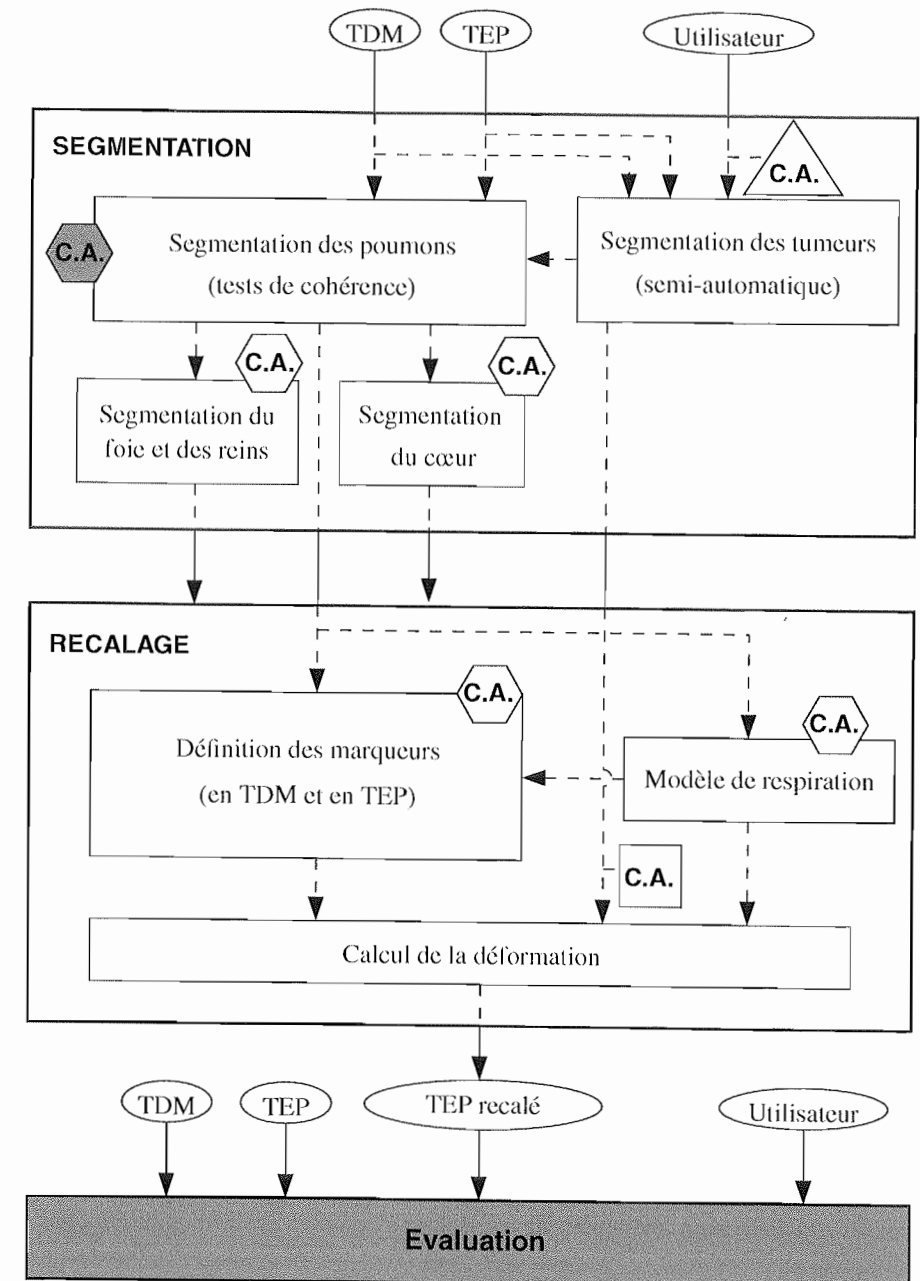 TDM
TEP
Utilisateur
SEGMENTATION
C.A.
C.A.
Segmentation des poumons
(tests de cohérence)
Segmentation des tumeurs
(semi-automatique)
C.A.
C.A.
Segmentation du
foie et des reins
Segmentation
du cœur
RECALAGE
C.A.
C.A.
Définition des marqueurs
(en TDM et en TEP)
Modèle de respiration
C.A.
Calcul de la déformation
TDM
TEP
TEP recalé
Utilisateur
Evaluation